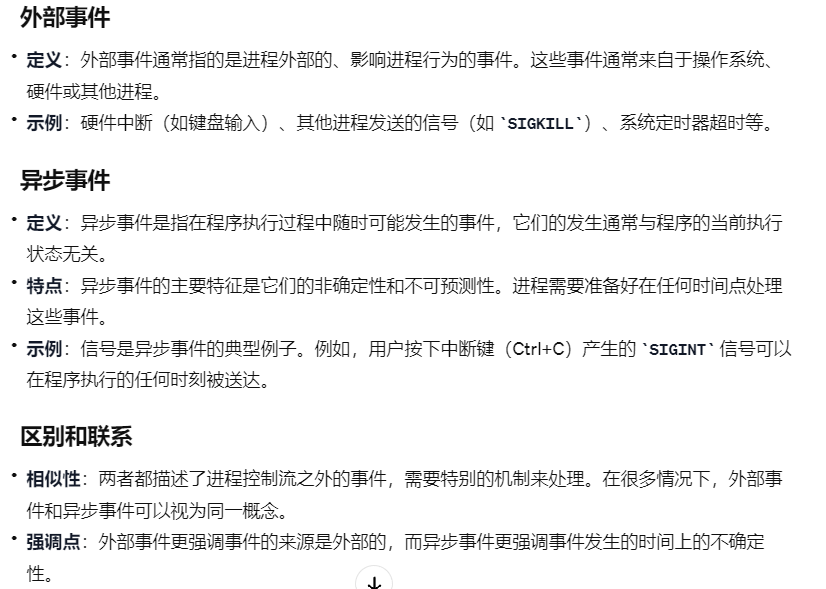 外部事件
• 定义：外部事件通常指的是进程外部的、影响进程行为的事件。这些事件通常来自于操作系统、
硬件或其他进程。
• 示例：硬件中断（如键盘输入）、其他进程发送的信号（如 `SIGKILL`）、系统定时器超时等。
异步事件
• 定义：异步事件是指在程序执行过程中随时可能发生的事件，它们的发生通常与程序的当前执行
状态无关。
• 特点：异步事件的主要特征是它们的非确定性和不可预测性。进程需要准备好在任何时间点处理
这些事件。
• 示例：信号是异步事件的典型例子。例如，用户按下中断键（Ctrl+C）产生的 `SIGINT` 信号可以
在程序执行的任何时刻被送达。
区别和联系
• 相似性：两者都描述了进程控制流之外的事件，需要特别的机制来处理。在很多情况下，外部事
件和异步事件可以视为同一概念。
• 强调点：外部事件更强调事件的来源是外部的，而异步事件更强调事件发生的时间上的不确定
性。